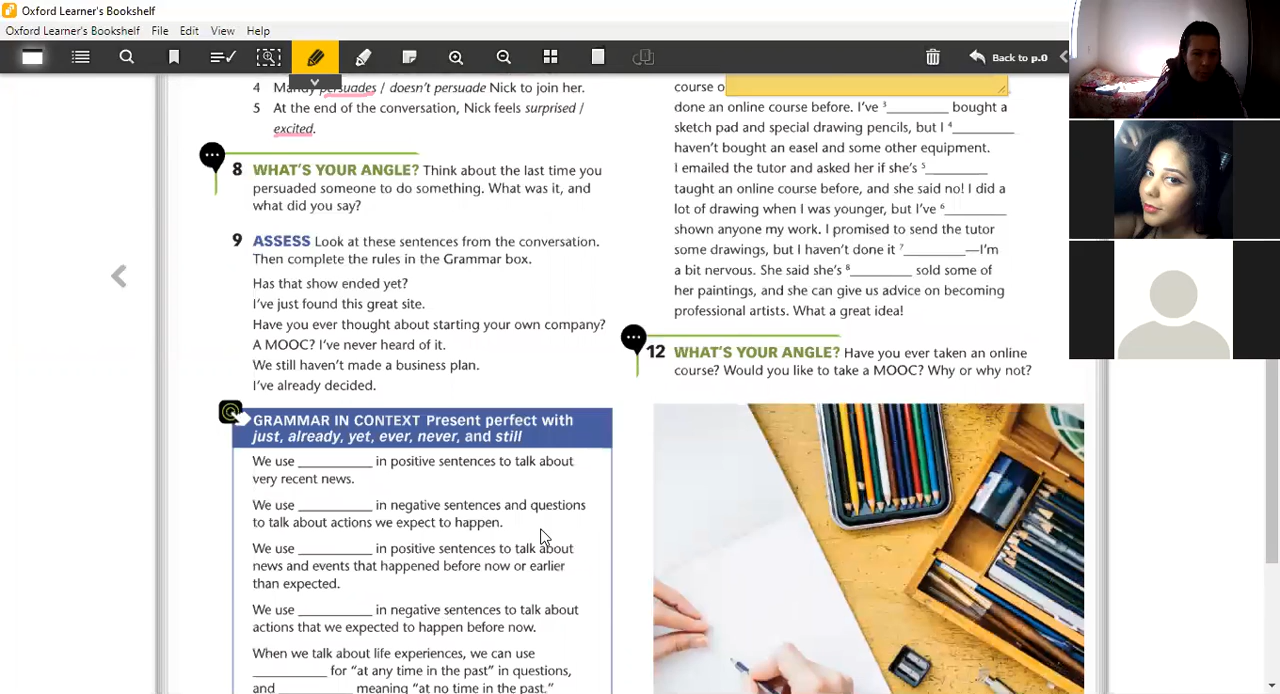 Oxford Learner's Bookshelf
Oxford Learner's Bookshelf File Edit View Help
Back to p.0
4 Mandy persuades / doesn't persuade Nick to join her.
5 At the end of the conversation, Nick feels surprised /
excited.
8 WHAT'S YOUR ANGLE? Think about the last time you
persuaded someone to do something. What was it, and
what did you say?
9 ASSESS Look at these sentences from the conversation.
Then complete the rules in the Grammar box.
Has that show ended yet?
I've just found this great site.
Have you ever thought about starting your own company?
A MOOC? I've never heard of it.
We still haven't made a business plan.
I've already decided.
GRAMMAR IN CONTEXT Present perfect with
just, already, yet, ever, never, and still
We use __________ in positive sentences to talk about
very recent news.
We use __________ in negative sentences and questions
to talk about actions we expect to happen.
We use __________ in positive sentences to talk about
news and events that happened before now or earlier
than expected.
We use __________ in negative sentences to talk about
actions that we expected to happen before now.
When we talk about life experiences, we can use
__________ for "at any time in the past" in questions,
and __________ meaning "at no time in the past."
course o
done an online course before. I've 3__________ bought a
sketch pad and special drawing pencils, but I 4__________
haven't bought an easel and some other equipment.
I emailed the tutor and asked her if she's 5__________
taught an online course before, and she said no! I did a
lot of drawing when I was younger, but I've 6__________
shown anyone my work. I promised to send the tutor
some drawings, but I haven't done it 7__________—I'm
a bit nervous. She said she's 8__________ sold some of
her paintings, and she can give us advice on becoming
professional artists. What a great idea!
12 WHAT'S YOUR ANGLE? Have you ever taken an online
course? Would you like to take a MOOC? Why or why not?